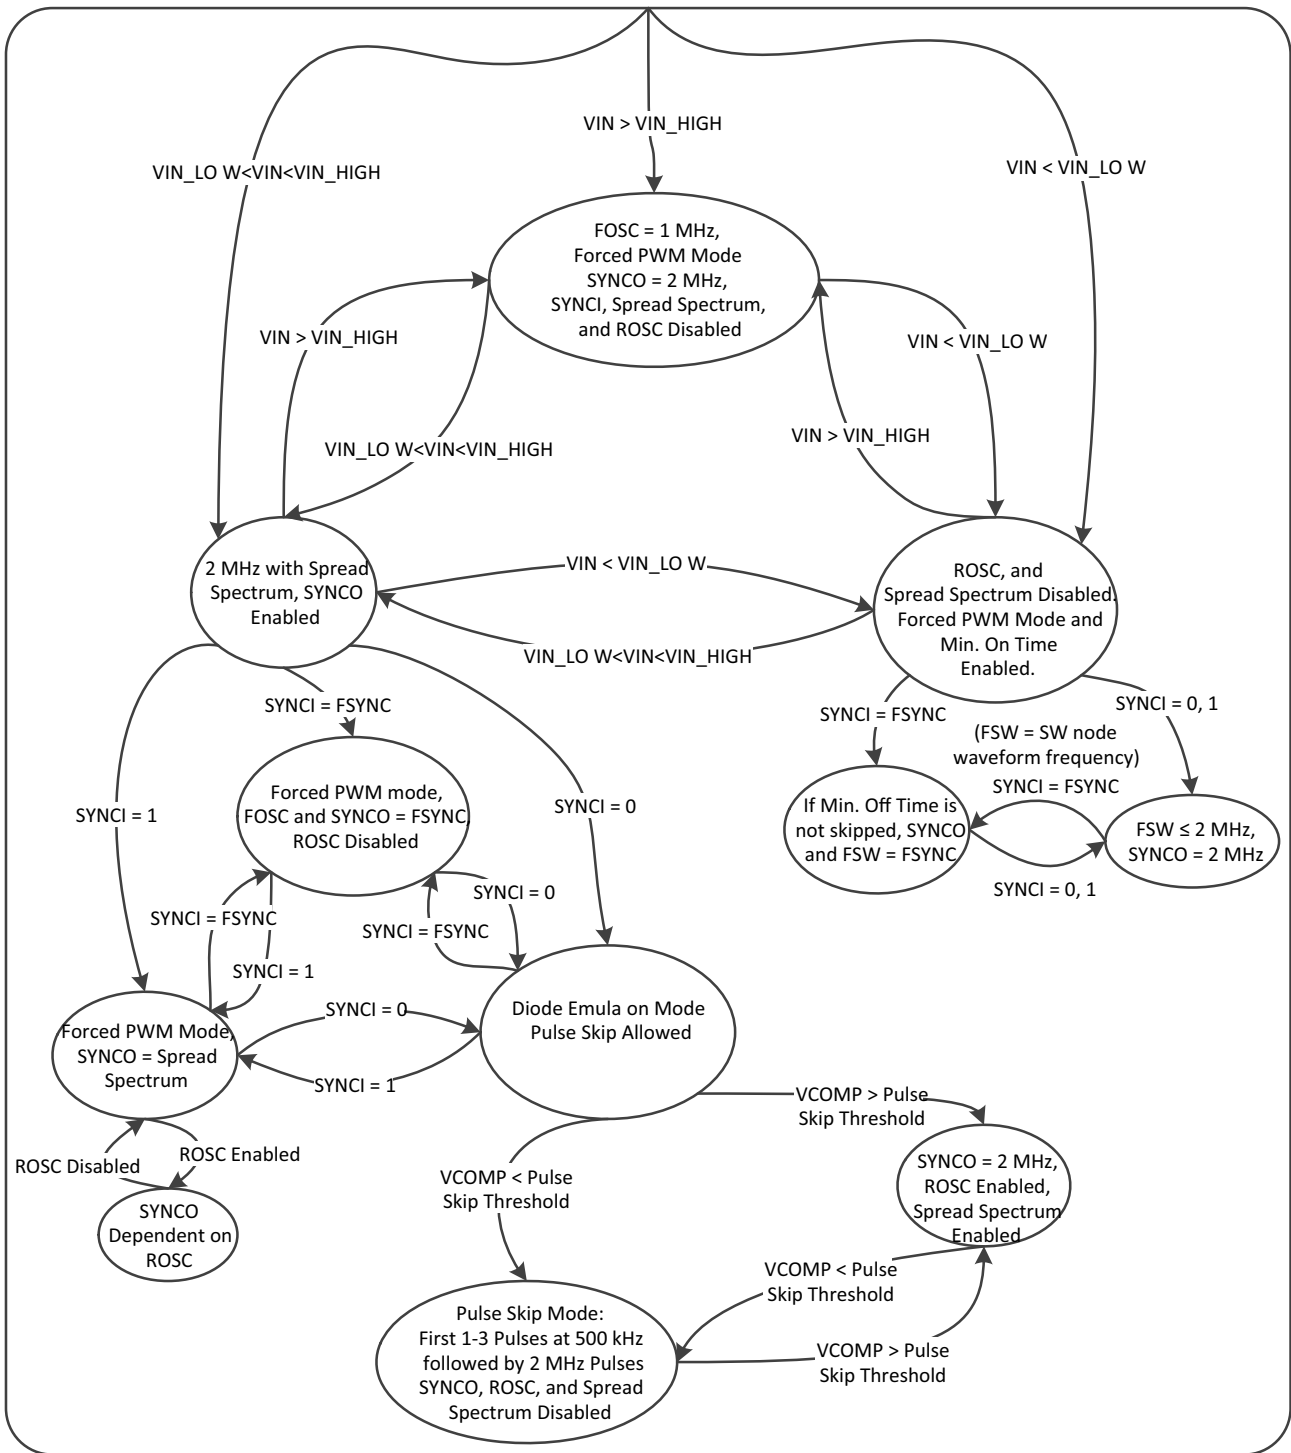 VIN > VIN_HIGH
VIN_LO W<VIN<VIN_HIGH
VIN < VIN_LO W
FOSC = 1 MHz,
Forced PWM Mode
SYNCO = 2 MHz,
SYNCI, Spread Spectrum,
and ROSC Disabled
VIN > VIN_HIGH
VIN < VIN_LO W
VIN_LO W<VIN<VIN_HIGH
VIN > VIN_HIGH
2 MHz with Spread
Spectrum, SYNCO
Enabled
VIN < VIN_LO W
VIN_LO W<VIN<VIN_HIGH
ROSC, and
Spread Spectrum Disabled.
Forced PWM Mode and
Min. On Time
Enabled.
SYNCI = FSYNC
SYNCI = FSYNC
SYNCI = 0, 1
(FSW = SW node
waveform frequency)
SYNCI = FSYNC
SYNCI = 1
Forced PWM mode,
FOSC and SYNCO = FSYNC,
ROSC Disabled
SYNCI = 0
If Min. Off Time is
not skipped, SYNCO
and FSW = FSYNC
FSW ≤ 2 MHz,
SYNCO = 2 MHz
SYNCI = 0, 1
SYNCI = 0
SYNCI = FSYNC
SYNCI = FSYNC
SYNCI = 1
Forced PWM Mode,
SYNCO = Spread
Spectrum
SYNCI = 0
SYNCI = 1
Diode Emula on Mode
Pulse Skip Allowed
VCOMP > Pulse
Skip Threshold
ROSC Disabled
ROSC Enabled
SYNCO
Dependent on
ROSC
VCOMP < Pulse
Skip Threshold
SYNCO = 2 MHz,
ROSC Enabled,
Spread Spectrum
Enabled
VCOMP < Pulse
Skip Threshold
Pulse Skip Mode:
First 1-3 Pulses at 500 kHz
followed by 2 MHz Pulses
SYNCO, ROSC, and Spread
Spectrum Disabled
VCOMP > Pulse
Skip Threshold